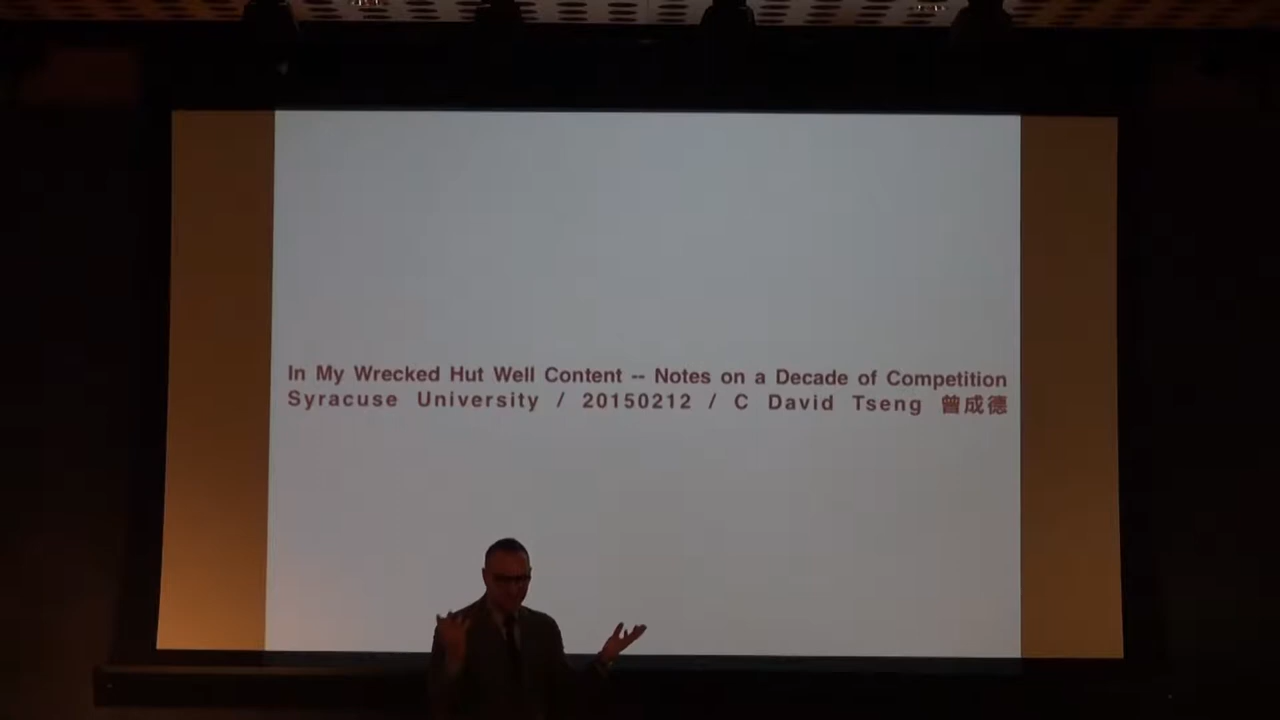 In My Wrecked Hut Well Content -- Notes on a Decade of Competition
Syracuse University / 20150212 / C David Tseng 曾成德